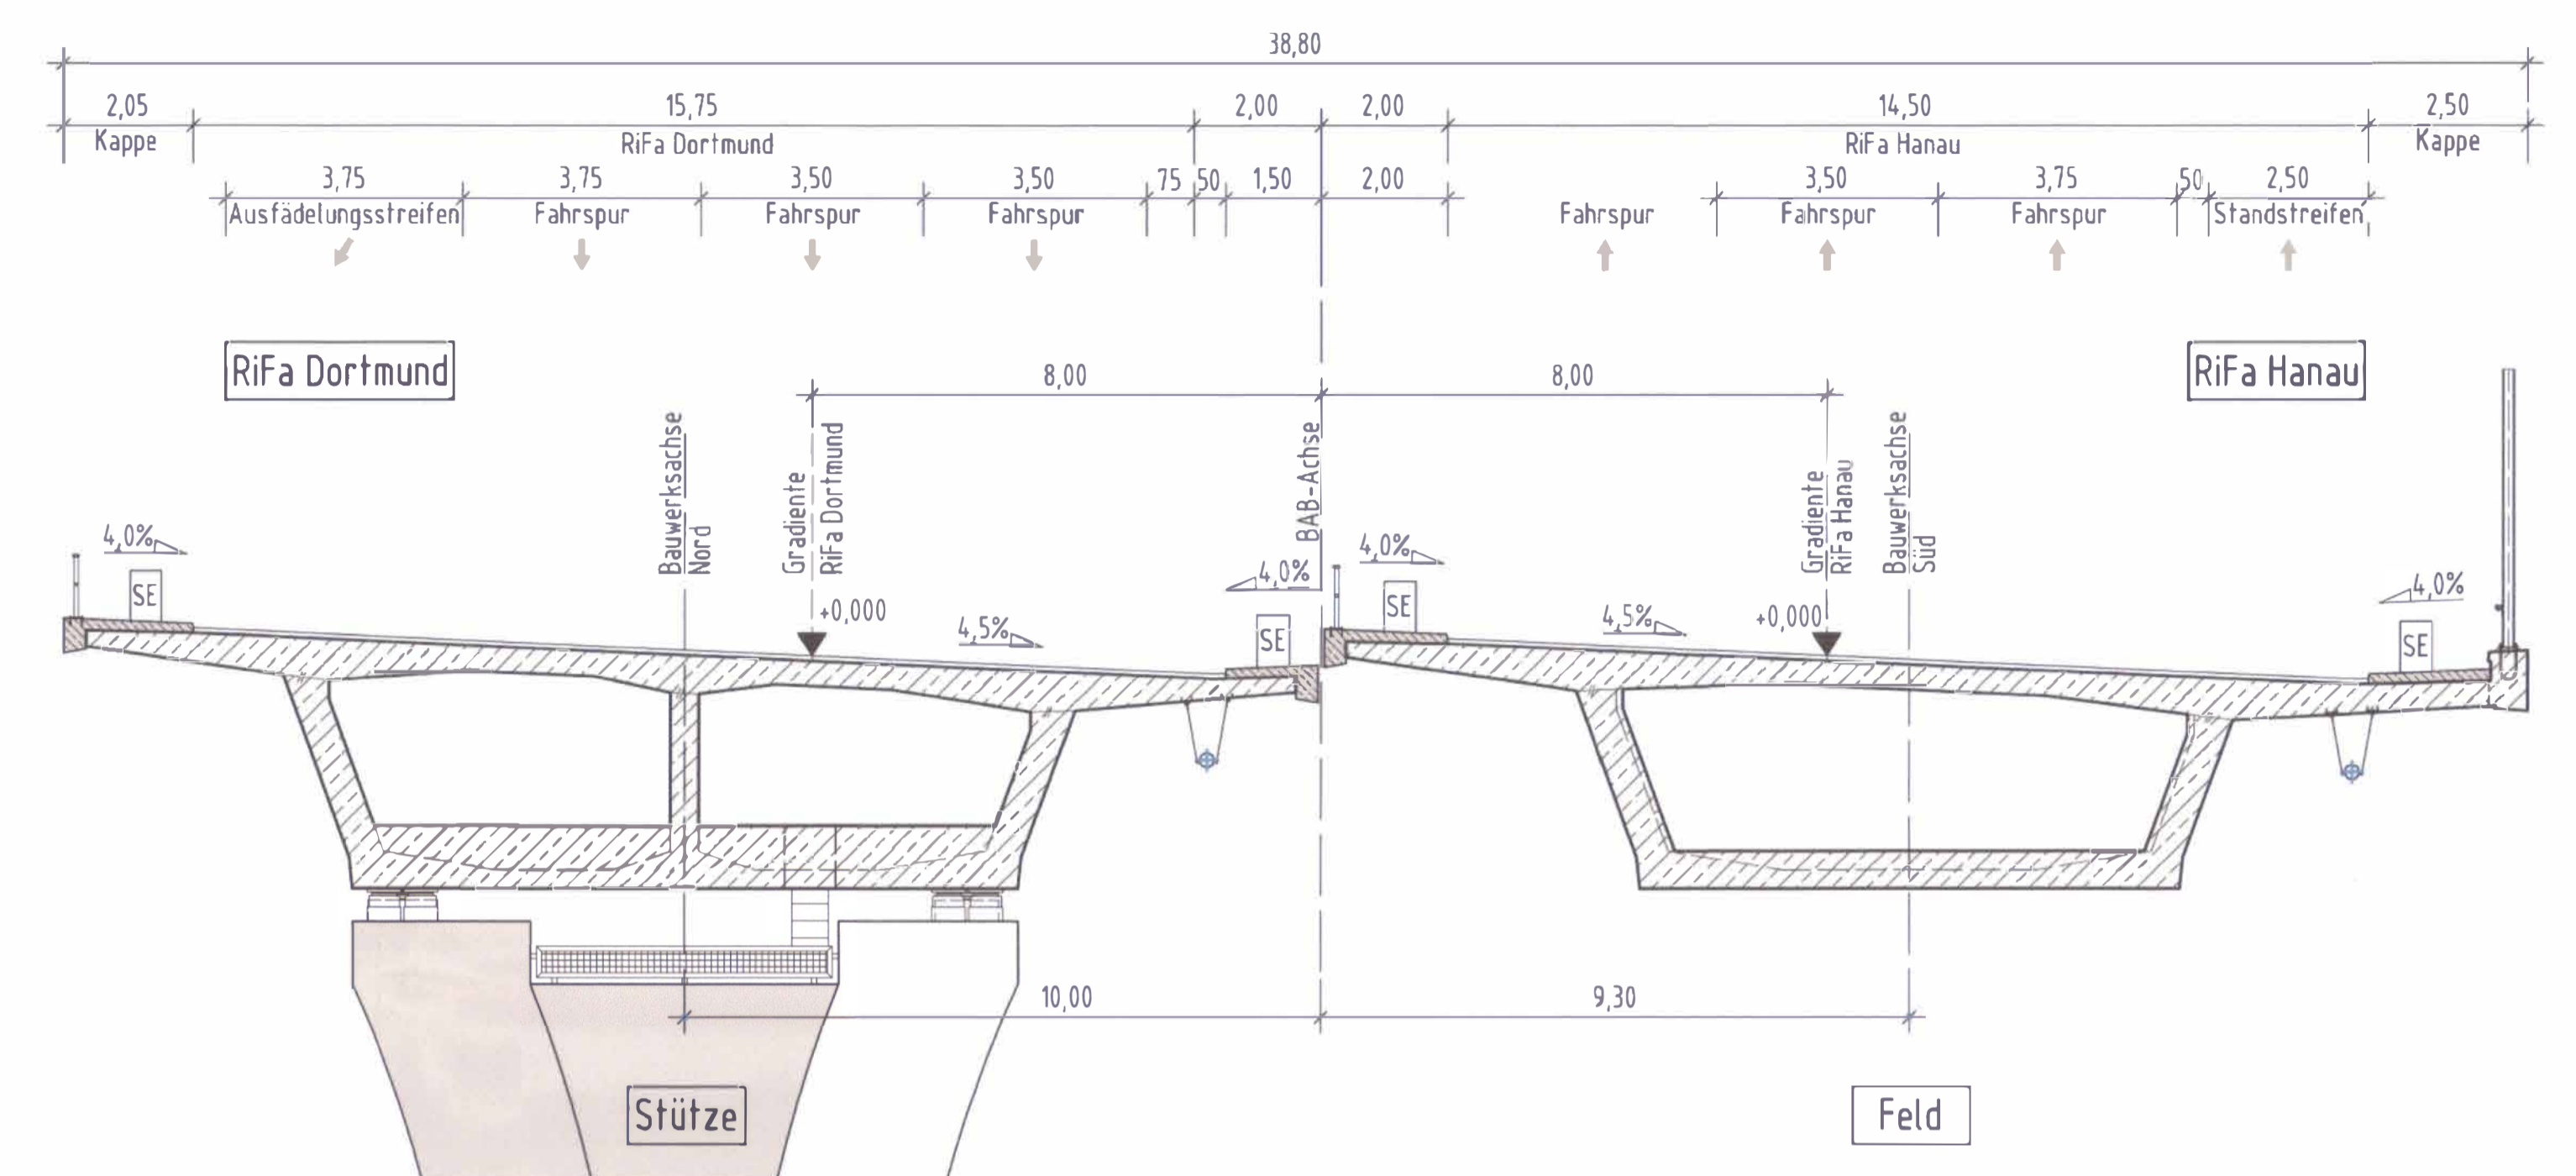 38,80
2,05 15,75 2,00 2,00 14,50 2,50
Kappe RiFa Dortmund RiFa Hanau Kappe
3,75 3,75 3,50 3,50 75 50 1,50 2,00 3,50 3,75 50 2,50
Ausfädelungsstreifen Fahrspur Fahrspur Fahrspur Fahrspur Fahrspur Fahrspur Standstreifen
RiFa Dortmund
RiFa Hanau
8,00 8,00
Bauwerksachse
Nord
Gradiente
RiFa Dortmund
BAB-Achse
Gradiente
RiFa Hanau
Bauwerksachse
Süd
4,0%
SE
+0,000
4,5%
4,0%
SE
4,0%
SE
4,5%
+0,000
4,0%
SE
10,00 9,30
Stütze
Feld